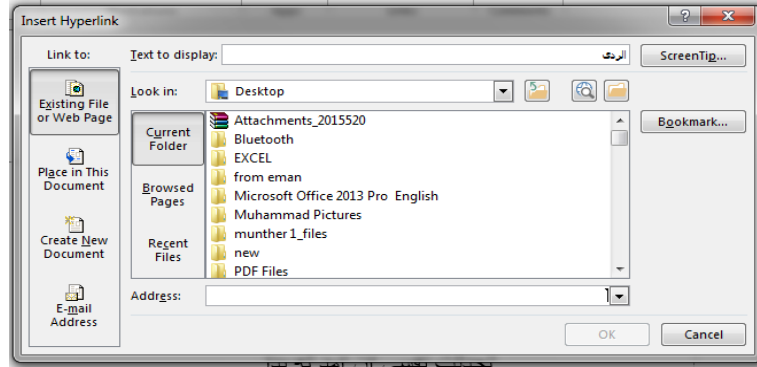 Insert Hyperlink
Link to:
Text to display:
الردى
ScreenTip...
Existing File
or Web Page
Look in:
Desktop
Current
Folder
Attachments_2015520
Bluetooth
EXCEL
from eman
Microsoft Office 2013 Pro English
Muhammad Pictures
munther 1_files
new
PDF Files
Bookmark...
Place in This
Document
Browsed
Pages
Create New
Document
Recent
Files
E-mail
Address
Address:
OK
Cancel